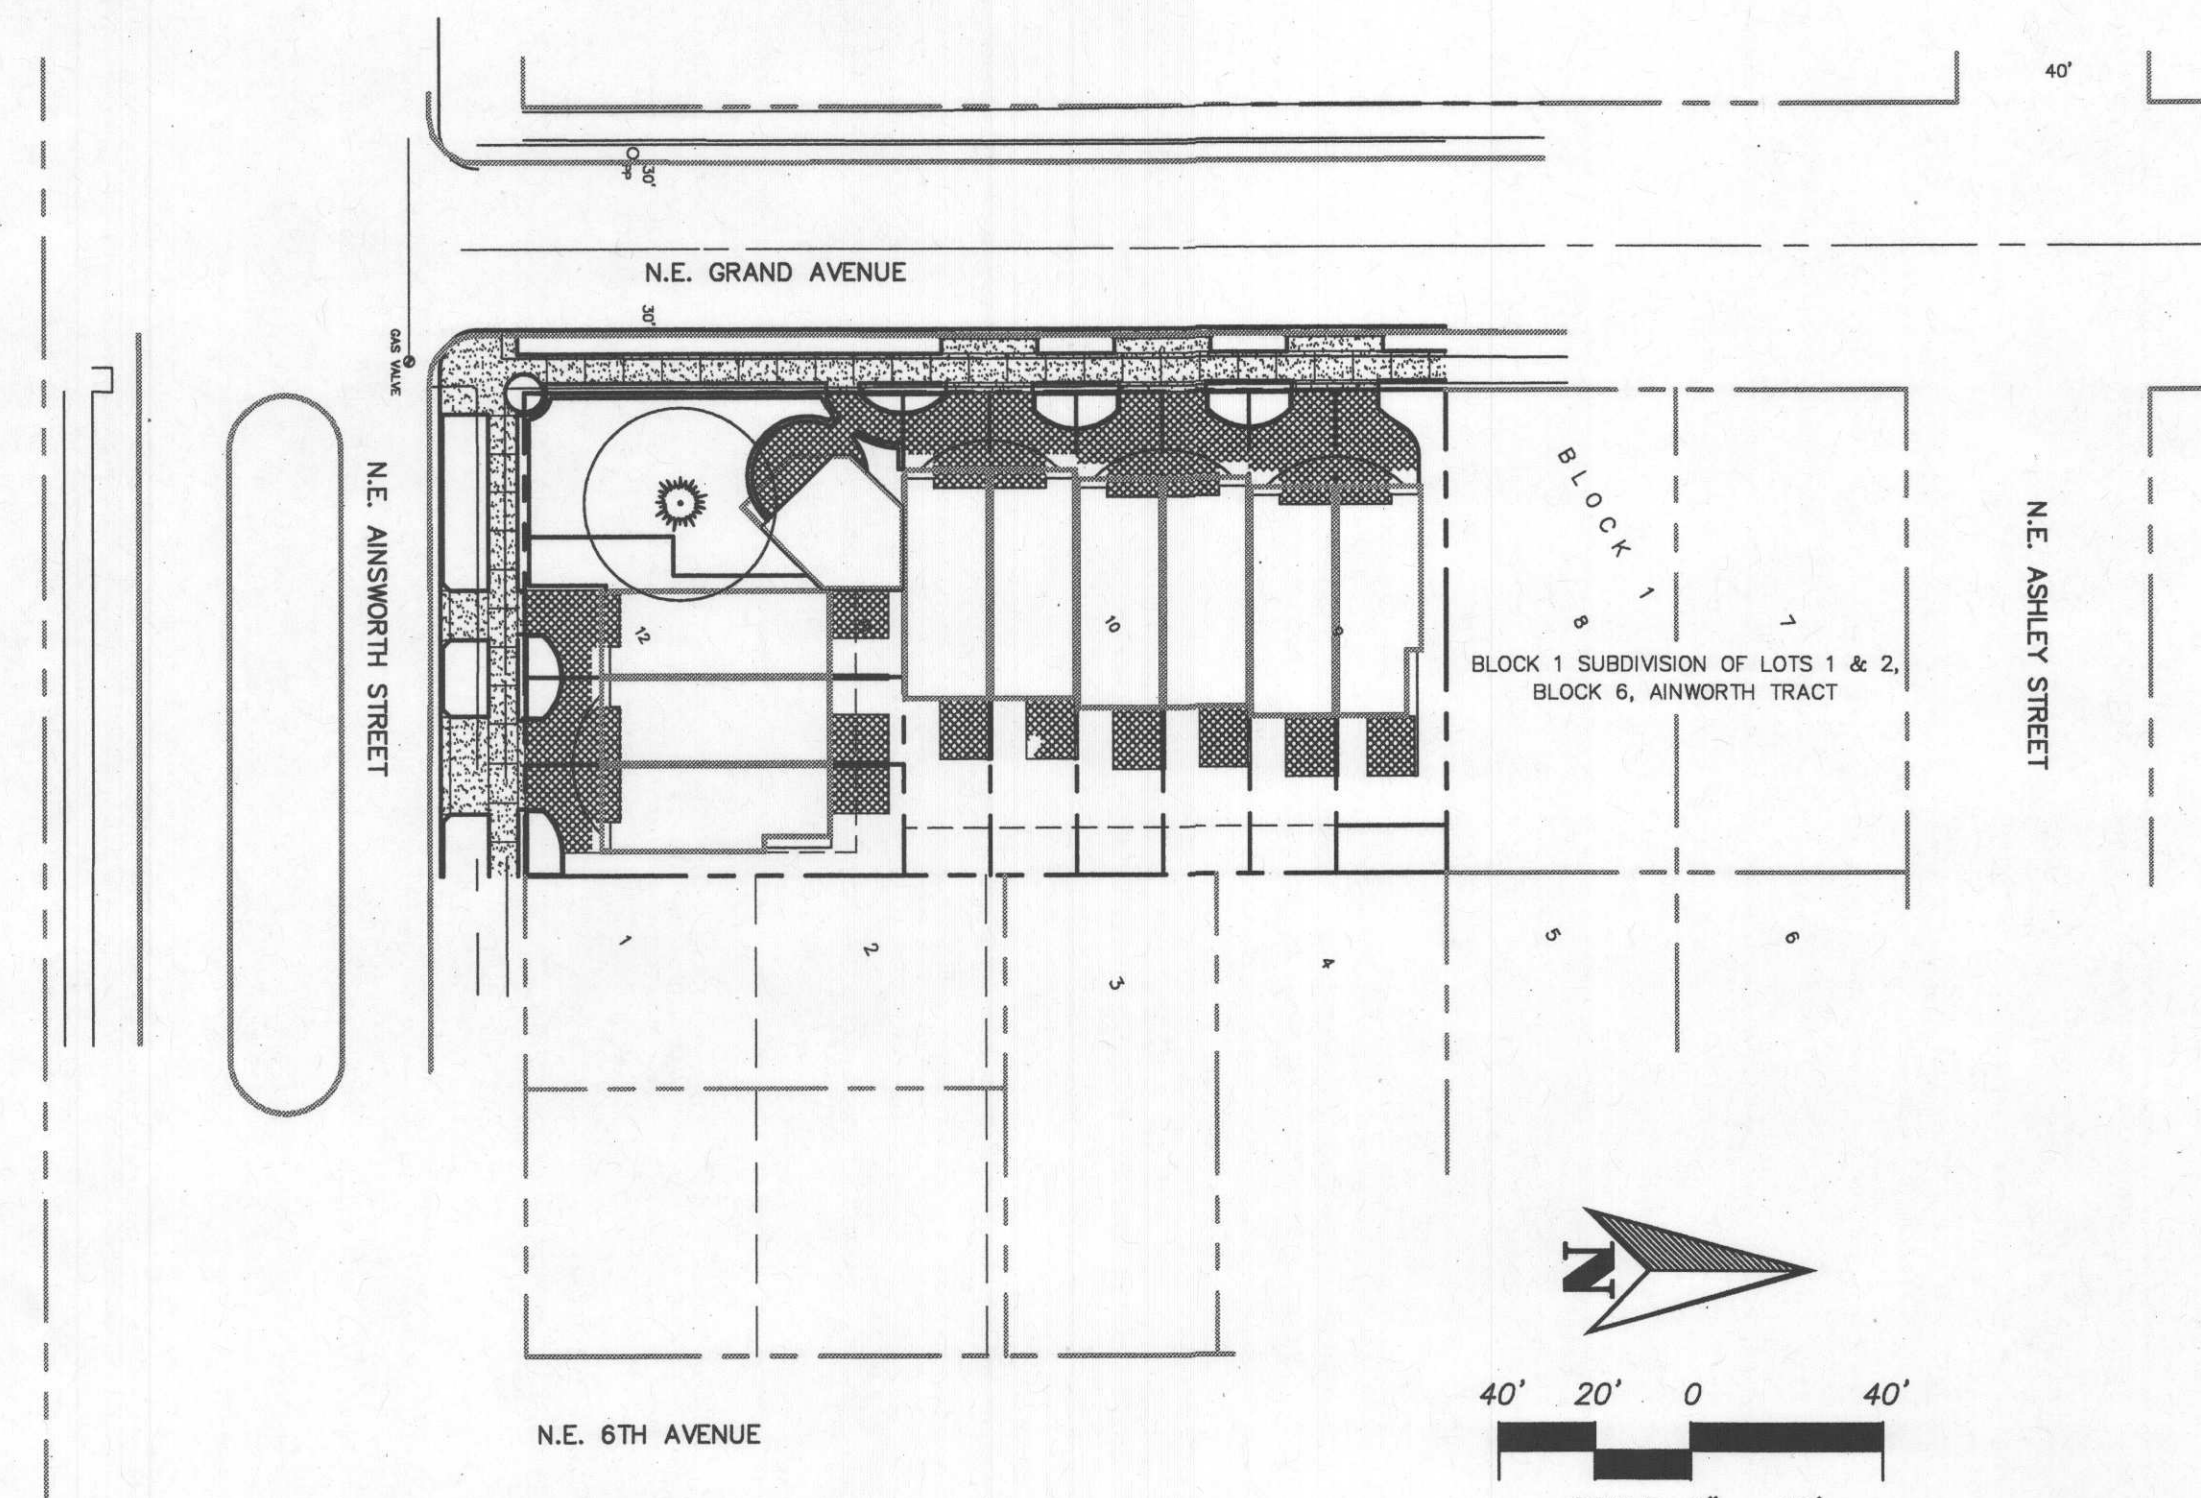 40'
30'
PP
N.E. GRAND AVENUE
30'
GAS VALVE
N.E. AINSWORTH STREET
BLOCK 1
N.E. ASHLEY STREET
12
10
9
8
7
BLOCK 1 SUBDIVISION OF LOTS 1 & 2,
BLOCK 6, AINWORTH TRACT
1
2
3
4
5
6
N
40' 20' 0 40'
N.E. 6TH AVENUE